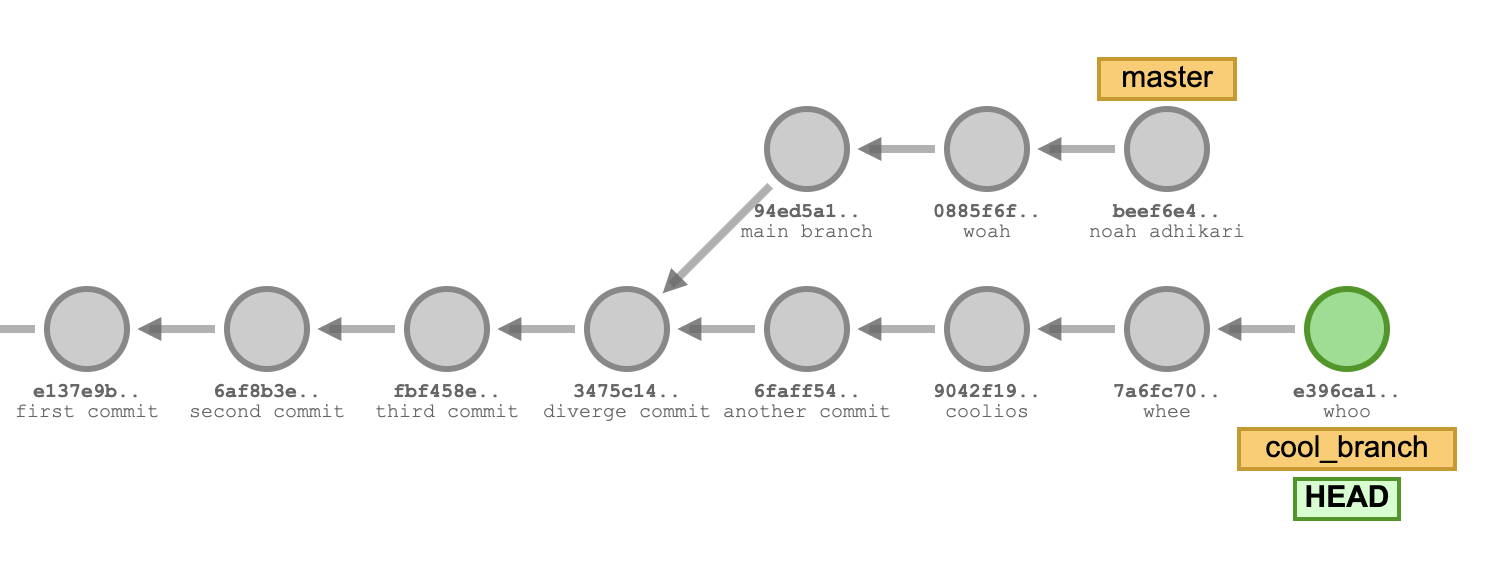 master
94ed5a1..
main branch
0885f6f..
woah
beef6e4..
noah adhikari
e137e9b..
first commit
6af8b3e..
second commit
fbf458e..
third commit
3475c14..
diverge commit
6faff54..
another commit
9042f19..
coolios
7a6fc70..
whee
e396ca1..
whoo
cool_branch
HEAD